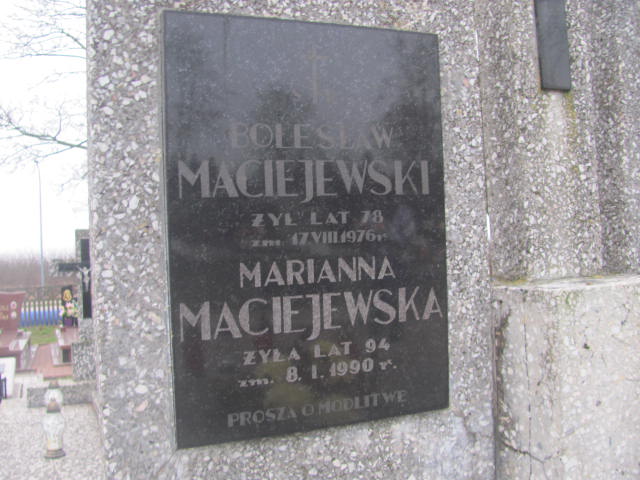 BOLESŁAW
MACIEJEWSKI
ŻYŁ LAT 78
zm. 17 VIII 1976 r.
MARIANNA
MACIEJEWSKA
ŻYŁA LAT 94
zm. 8. I. 1990 r.
PROSZĄ O MODLITWĘ